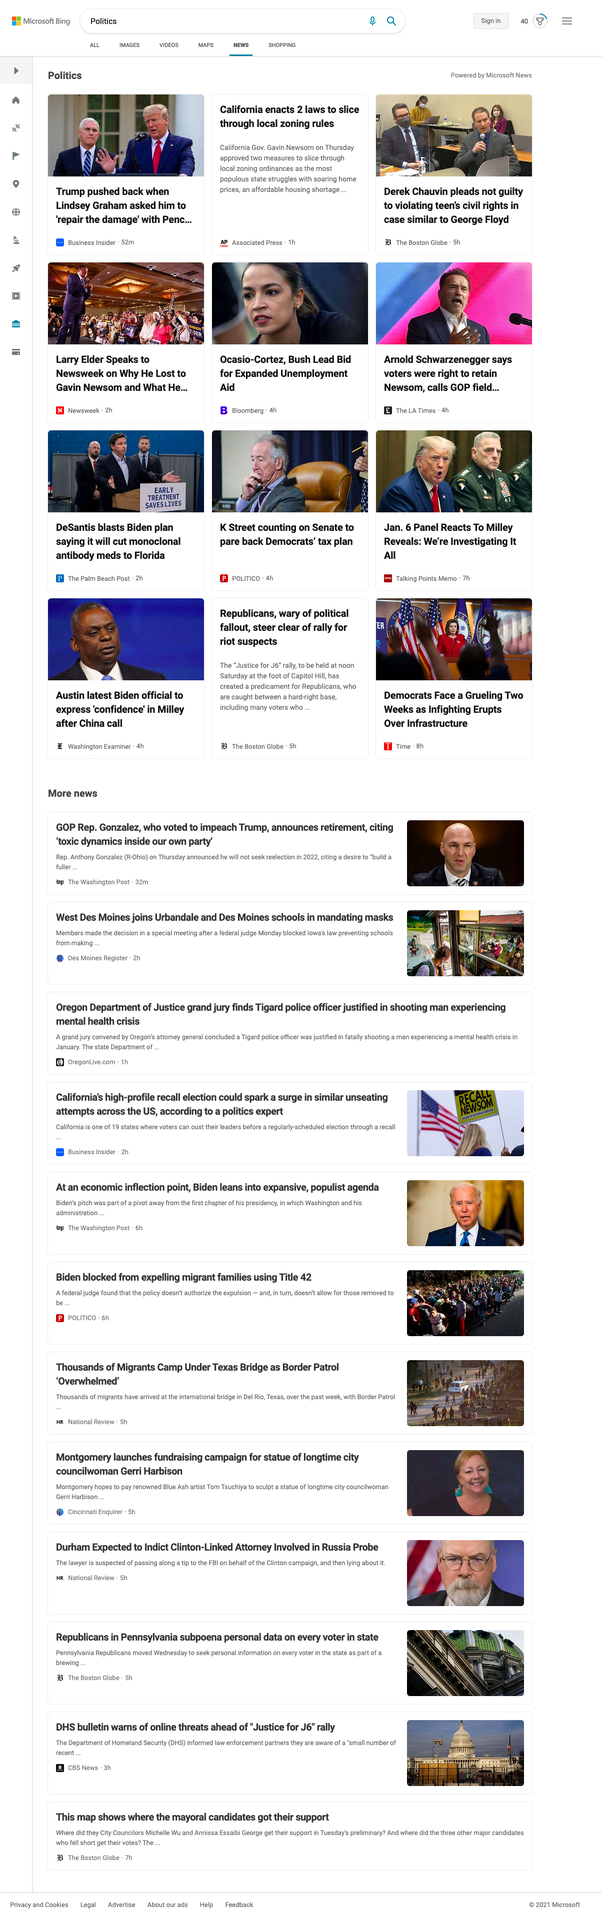 Microsoft Bing
Politics
Sign in
40
ALL
IMAGES
VIDEOS
MAPS
NEWS
SHOPPING
Politics
Powered by Microsoft News
Trump pushed back when
Lindsey Graham asked him to
'repair the damage' with Penc...
Business Insider · 52m
California enacts 2 laws to slice
through local zoning rules
California Gov. Gavin Newsom on Thursday
approved two measures to slice through
local zoning ordinances as the most
populous state struggles with soaring home
prices, an affordable housing shortage ...
AP Associated Press · 1h
Derek Chauvin pleads not guilty
to violating teen's civil rights in
case similar to George Floyd
The Boston Globe · 5h
Larry Elder Speaks to
Newsweek on Why He Lost to
Gavin Newsom and What He...
Newsweek · 2h
Ocasio-Cortez, Bush Lead Bid
for Expanded Unemployment
Aid
Bloomberg · 4h
Arnold Schwarzenegger says
voters were right to retain
Newsom, calls GOP field...
The LA Times · 4h
EARLY
TREATMENT
SAVES LIVES
DeSantis blasts Biden plan
saying it will cut monoclonal
antibody meds to Florida
The Palm Beach Post · 2h
K Street counting on Senate to
pare back Democrats' tax plan
POLITICO · 4h
Jan. 6 Panel Reacts To Milley
Reveals: We're Investigating It
All
Talking Points Memo · 7h
Austin latest Biden official to
express 'confidence' in Milley
after China call
Washington Examiner · 4h
Republicans, wary of political
fallout, steer clear of rally for
riot suspects
The "Justice for J6" rally, to be held at noon
Saturday at the foot of Capitol Hill, has
created a predicament for Republicans, who
are caught between a hard-right base,
including many voters who ...
The Boston Globe · 5h
Democrats Face a Grueling Two
Weeks as Infighting Erupts
Over Infrastructure
Time · 8h
More news
GOP Rep. Gonzalez, who voted to impeach Trump, announces retirement, citing
'toxic dynamics inside our own party'
Rep. Anthony Gonzalez (R-Ohio) on Thursday announced he will not seek reelection in 2022, citing a desire to "build a
fuller ...
The Washington Post · 32m
West Des Moines joins Urbandale and Des Moines schools in mandating masks
Members made the decision in a special meeting after a federal judge Monday blocked Iowa's law preventing schools
from making ...
Des Moines Register · 2h
Oregon Department of Justice grand jury finds Tigard police officer justified in shooting man experiencing
mental health crisis
A grand jury convened by Oregon's attorney general concluded a Tigard police officer was justified in fatally shooting a man experiencing a mental health crisis in
January. The state Department of ...
OregonLive.com · 1h
California's high-profile recall election could spark a surge in similar unseating
attempts across the US, according to a politics expert
California is one of 19 states where voters can oust their leaders before a regularly-scheduled election through a recall
...
Business Insider · 2h
RECALL
NEWSOM
At an economic inflection point, Biden leans into expansive, populist agenda
Biden's pitch was part of a pivot away from the first chapter of his presidency, in which Washington and his
administration ...
The Washington Post · 6h
Biden blocked from expelling migrant families using Title 42
A federal judge found that the policy doesn't authorize the expulsion — and, in turn, doesn't allow for those removed to
be ...
POLITICO · 6h
Thousands of Migrants Camp Under Texas Bridge as Border Patrol
'Overwhelmed'
Thousands of migrants have arrived at the international bridge in Del Rio, Texas, over the past week, with Border Patrol
...
NR National Review · 5h
Montgomery launches fundraising campaign for statue of longtime city
councilwoman Gerri Harbison
Montgomery hopes to pay renowned Blue Ash artist Tom Tsuchiya to sculpt a statue of longtime city councilwoman
Gerri Harbison ...
Cincinnati Enquirer · 5h
Durham Expected to Indict Clinton-Linked Attorney Involved in Russia Probe
The lawyer is suspected of passing along a tip to the FBI on behalf of the Clinton campaign, and then lying about it.
NR National Review · 5h
Republicans in Pennsylvania subpoena personal data on every voter in state
Pennsylvania Republicans moved Wednesday to seek personal information on every voter in the state as part of a
brewing ...
The Boston Globe · 5h
DHS bulletin warns of online threats ahead of "Justice for J6" rally
The Department of Homeland Security (DHS) informed law enforcement partners they are aware of a "small number of
recent ...
CBS News · 3h
This map shows where the mayoral candidates got their support
Where did they City Councilors Michelle Wu and Annissa Essaibi George get their support in Tuesday's preliminary? And where did the three other major candidates
who fell short get their votes? The ...
The Boston Globe · 7h
Privacy and Cookies
Legal
Advertise
About our ads
Help
Feedback
© 2021 Microsoft